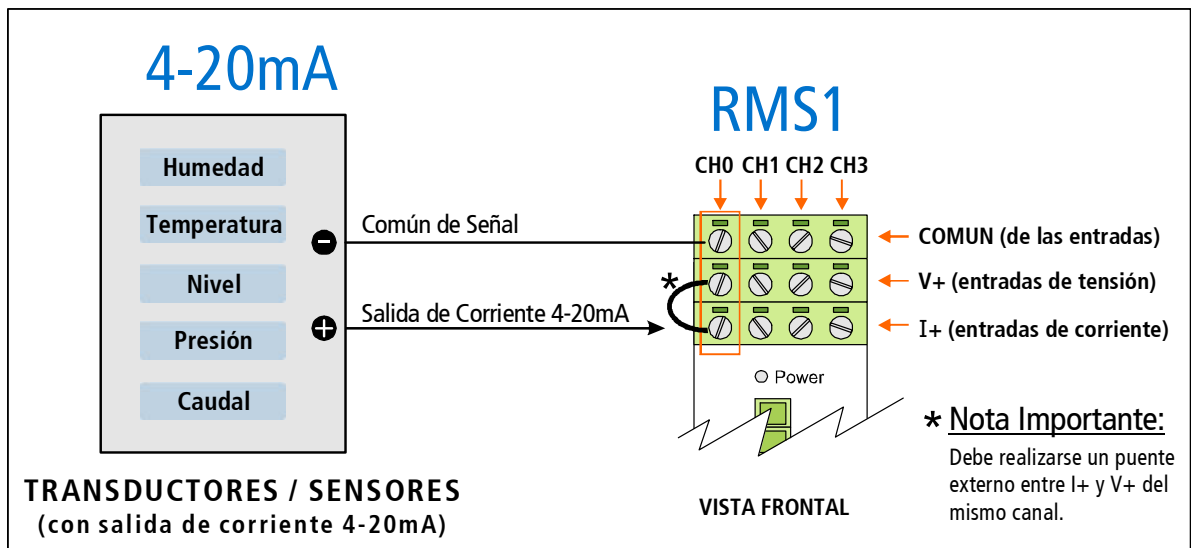 4-20mA
Humedad
Temperatura
Nivel
Presión
Caudal
TRANSDUCTORES / SENSORES
(con salida de corriente 4-20mA)
Común de Señal
Salida de Corriente 4-20mA
RMS1
CH0 CH1 CH2 CH3
COMUN (de las entradas)
V+ (entradas de tensión)
I+ (entradas de corriente)
*
Power
VISTA FRONTAL
* Nota Importante:
Debe realizarse un puente
externo entre I+ y V+ del
mismo canal.